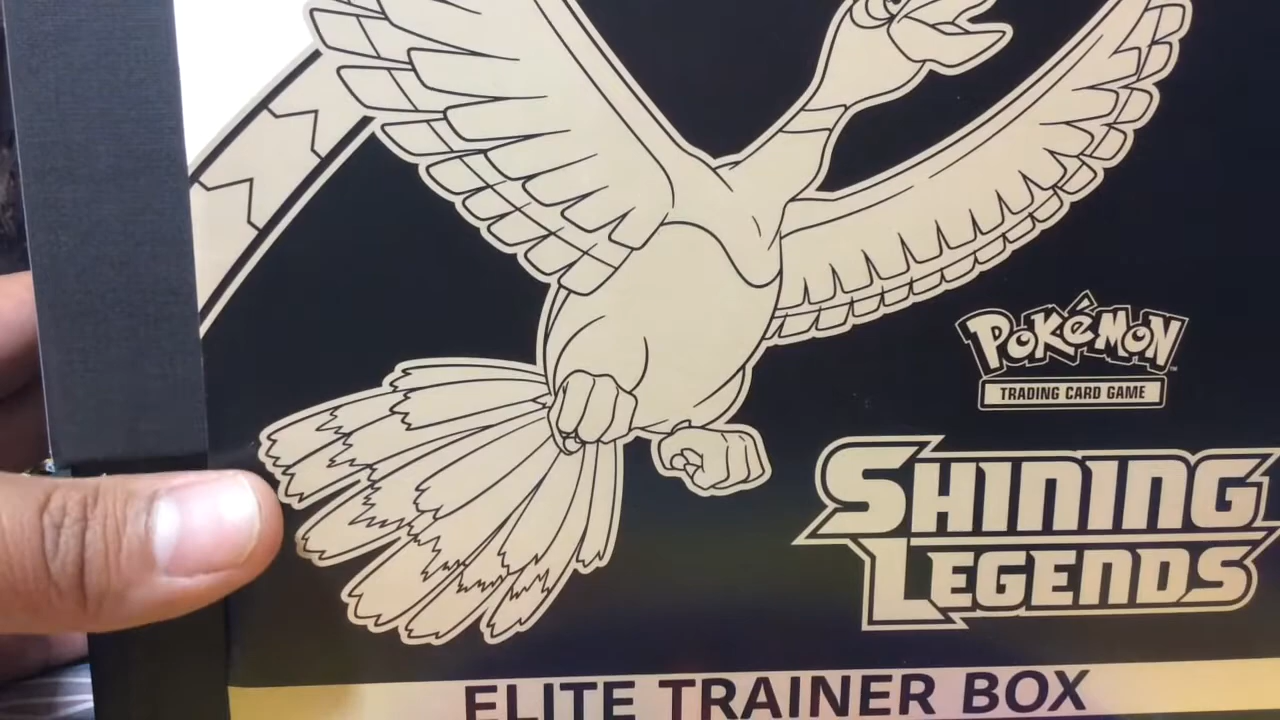 POKéMON
TRADING CARD GAME
SHINING
LEGENDS
ELITE TRAINER BOX